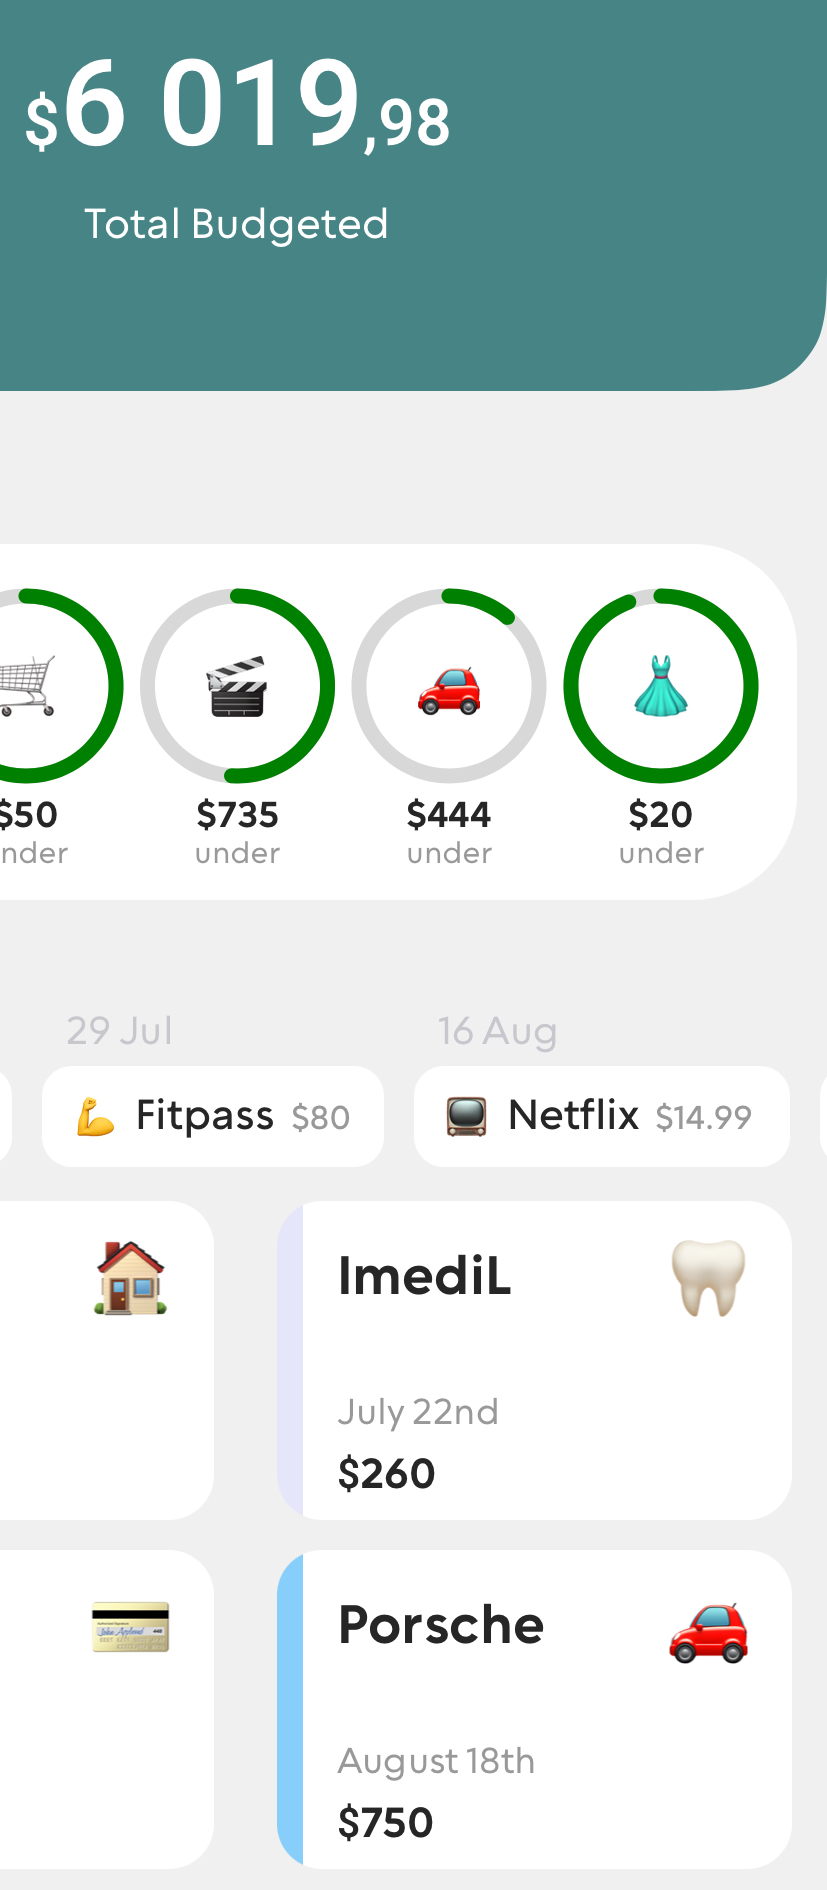 $6 019,98
Total Budgeted
$50 $735 $444 $20
under under under
29 Jul 16 Aug
Fitpass $80 Netflix $14.99
ImediL
July 22nd
$260
Porsche
August 18th
$750